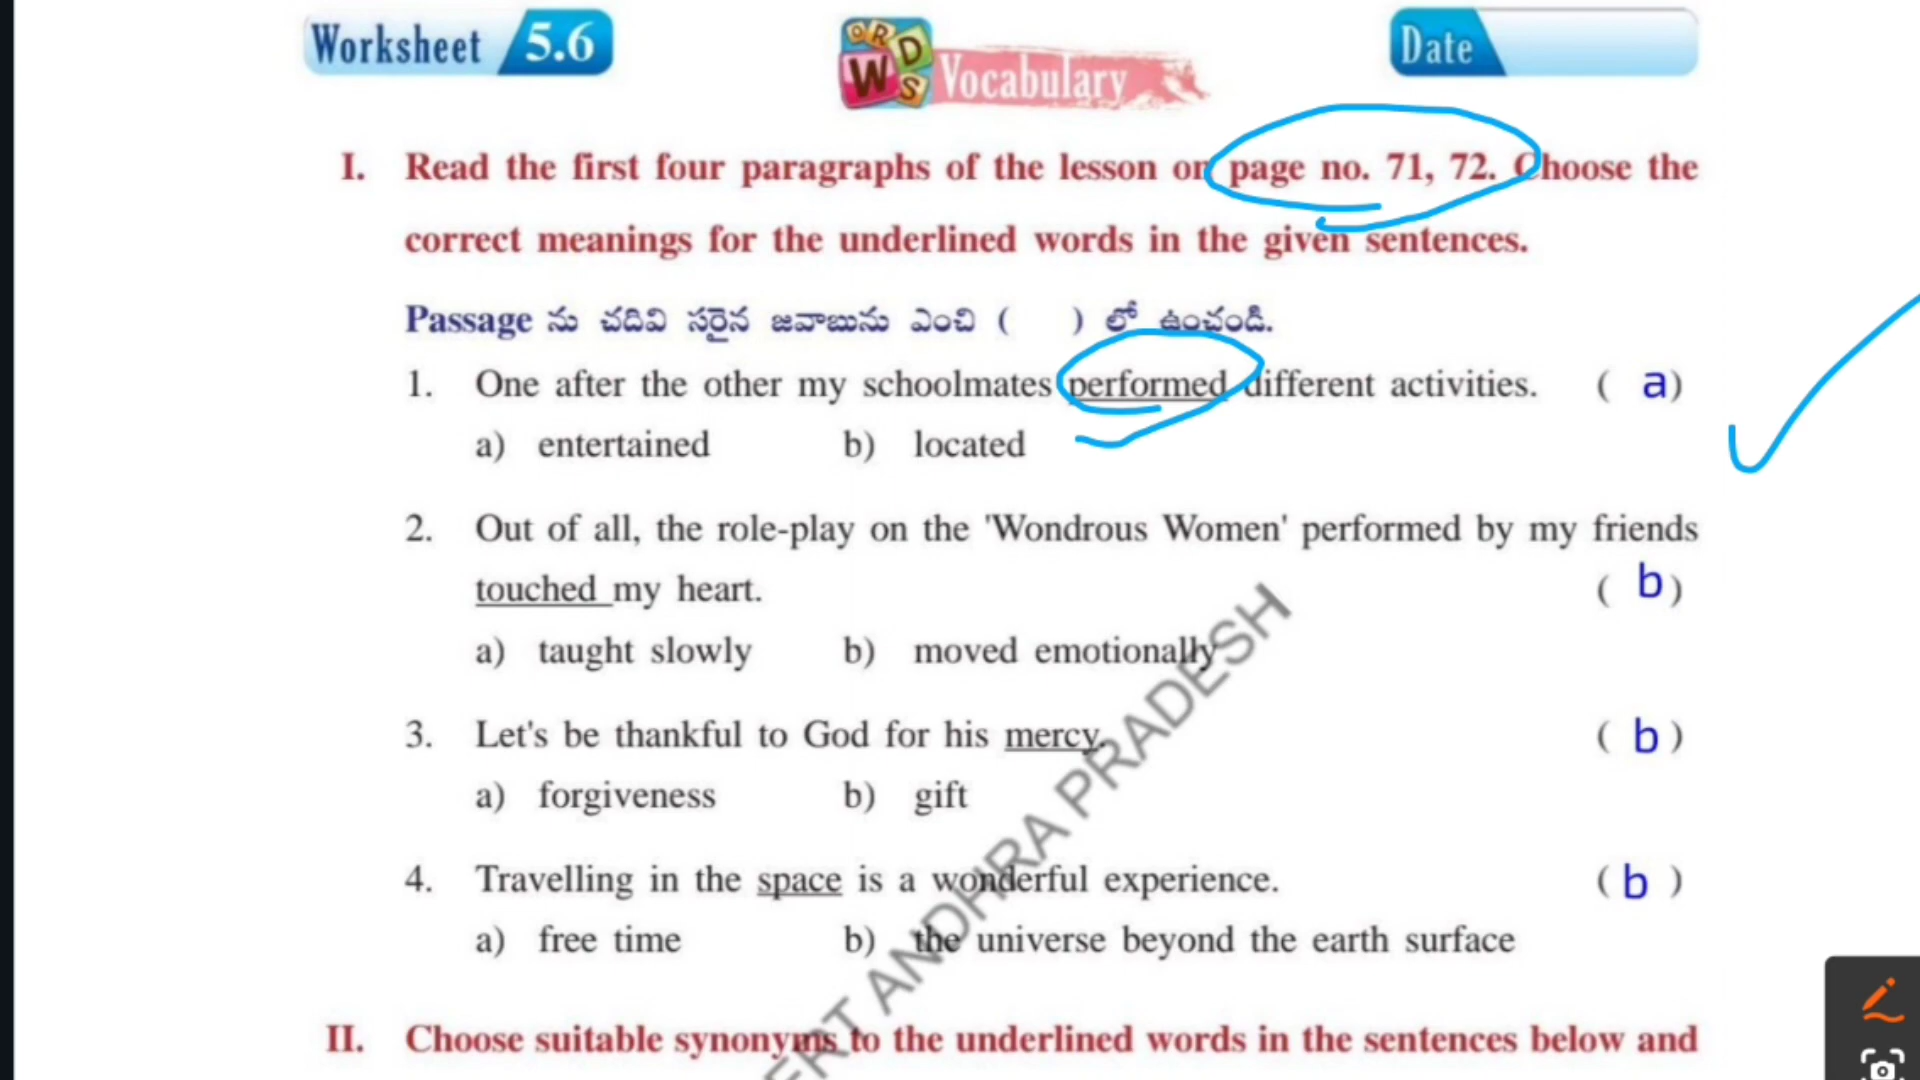 Worksheet 5.6
WORDS Vocabulary
Date
I. Read the first four paragraphs of the lesson on page no. 71, 72. Choose the
correct meanings for the underlined words in the given sentences.
Passage ను చదివి సరైన జవాబును ఎంచి ( ) లో ఉంచండి.
1. One after the other my schoolmates performed different activities. ( a )
a) entertained b) located
2. Out of all, the role-play on the 'Wondrous Women' performed by my friends
touched my heart. ( b )
a) taught slowly b) moved emotionally
3. Let's be thankful to God for his mercy. ( b )
a) forgiveness b) gift
4. Travelling in the space is a wonderful experience. ( b )
a) free time b) the universe beyond the earth surface
II. Choose suitable synonyms to the underlined words in the sentences below and
ERT ANDHRA PRADESH